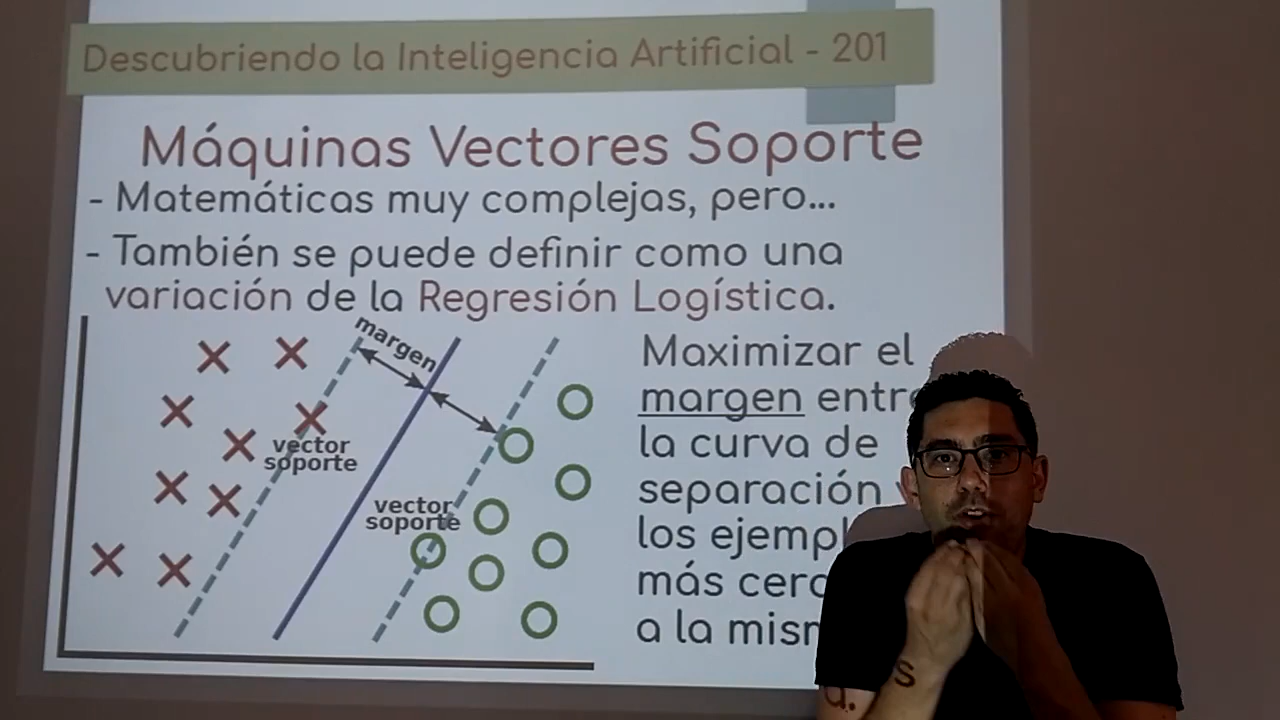 Descubriendo la Inteligencia Artificial - 201
Máquinas Vectores Soporte
- Matemáticas muy complejas, pero...
- También se puede definir como una
variación de la Regresión Logística.
margen
vector
soporte
vector
soporte
Maximizar el
margen
la curva de
separación
los
más
a la